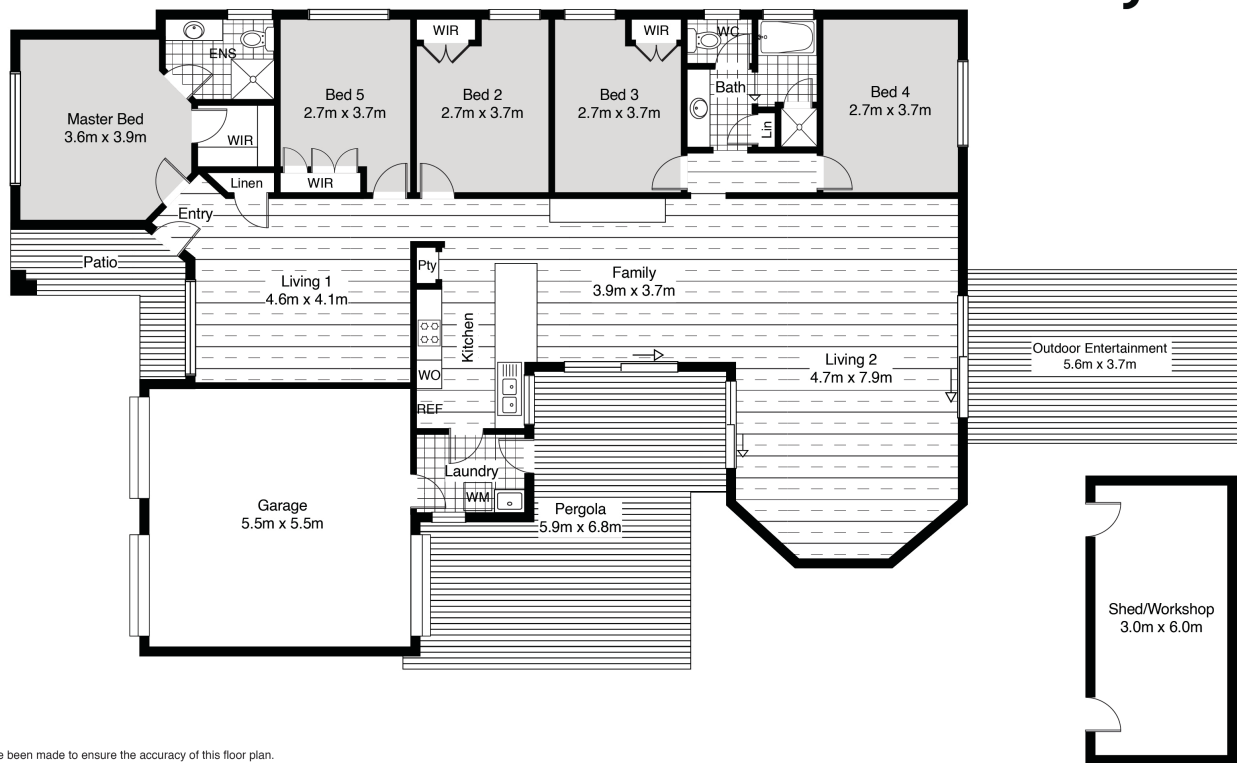 WIR
WIR
WC
ENS
Bed 5
2.7m x 3.7m
Bed 2
2.7m x 3.7m
Bed 3
2.7m x 3.7m
Bath
Bed 4
2.7m x 3.7m
Master Bed
3.6m x 3.9m
WIR
Lin
Linen
WIR
Entry
Patio
Pty
Living 1
4.6m x 4.1m
Family
3.9m x 3.7m
Kitchen
WO
REF
Living 2
4.7m x 7.9m
Outdoor Entertainment
5.6m x 3.7m
Laundry
WM
Garage
5.5m x 5.5m
Pergola
5.9m x 6.8m
Shed/Workshop
3.0m x 6.0m
been made to ensure the accuracy of this floor plan.